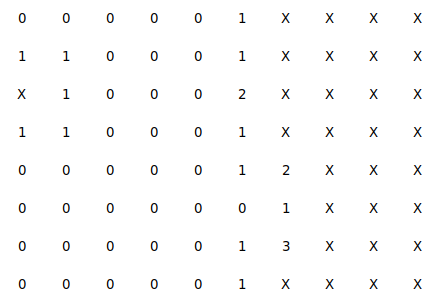 0 0 0 0 0 1 X X X X
1 1 0 0 0 1 X X X X
X 1 0 0 0 2 X X X X
1 1 0 0 0 1 X X X X
0 0 0 0 0 1 2 X X X
0 0 0 0 0 0 1 X X X
0 0 0 0 0 1 3 X X X
0 0 0 0 0 1 X X X X